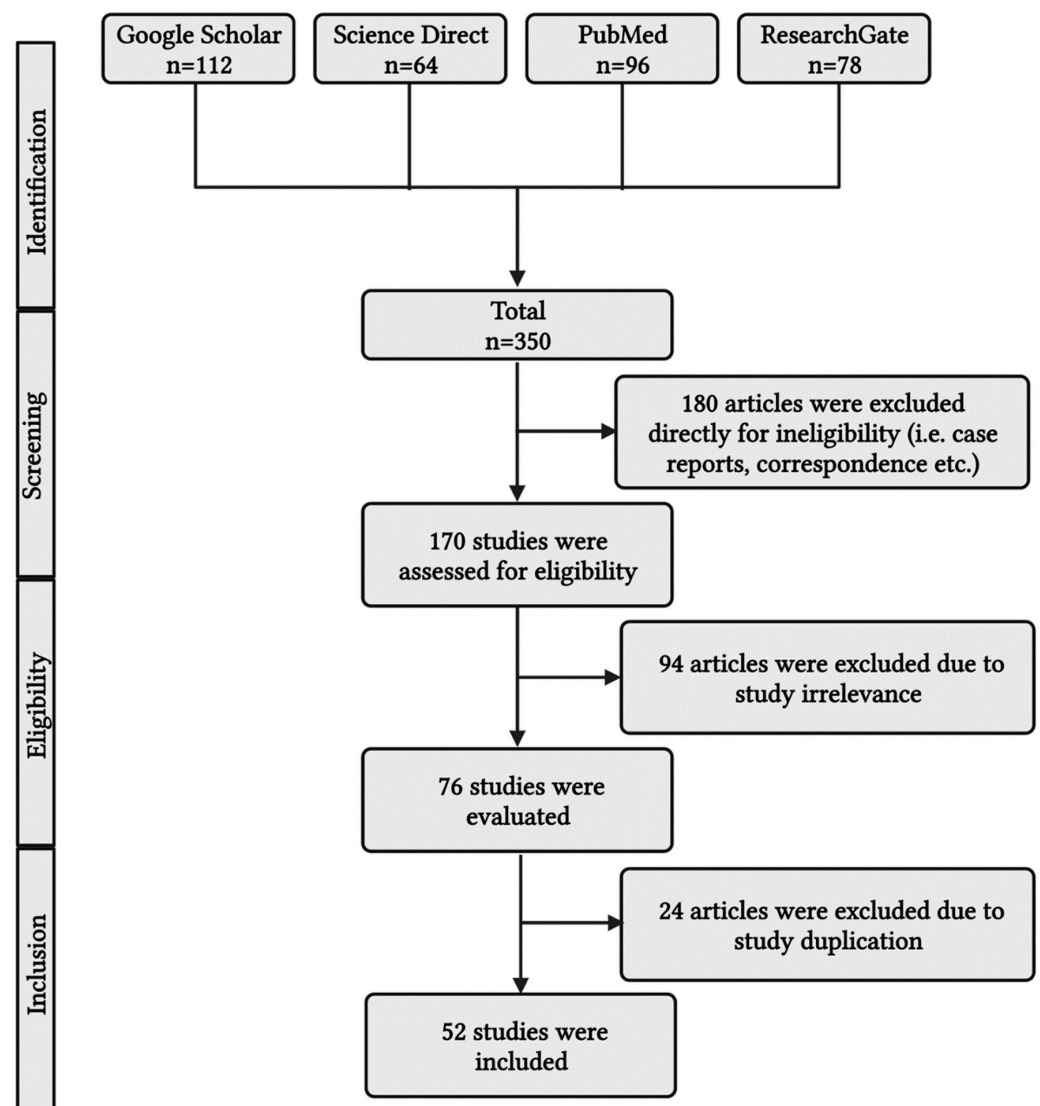 Google Scholar
n=112
Science Direct
n=64
PubMed
n=96
ResearchGate
n=78
Identification
Total
n=350
Screening
180 articles were excluded
directly for ineligibility (i.e. case
reports, correspondence etc.)
170 studies were
assessed for eligibility
Eligibility
94 articles were excluded due to
study irrelevance
76 studies were
evaluated
Inclusion
24 articles were excluded due to
study duplication
52 studies were
included